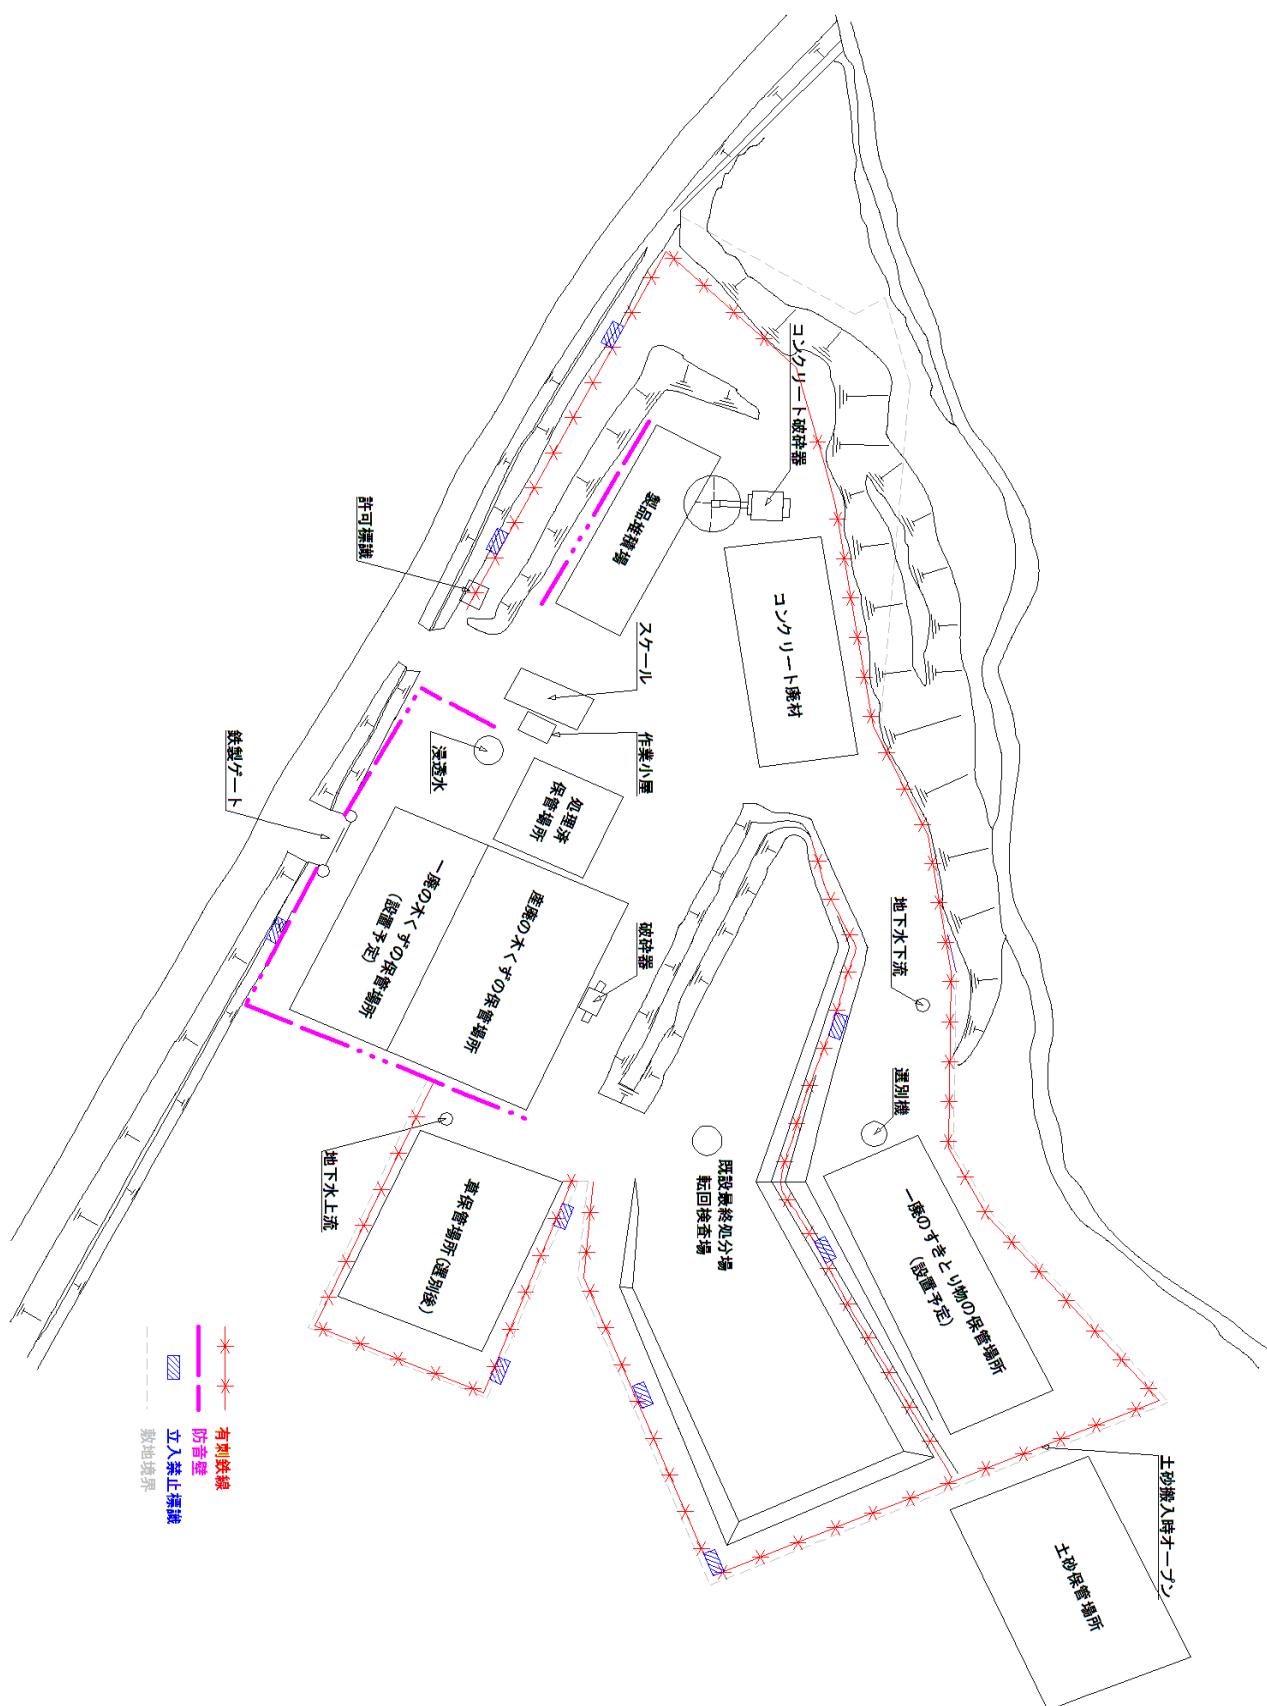 コンクリート破砕器
製品堆積場
許可標識
コンクリート廃材
スケール
作業小屋
浸透水
鉄製ゲート
処理済
保管場所
一廃の木くずの保管場所
(設置予定)
産廃の木くずの保管場所
破砕器
地下水下流
選別機
地下水上流
草保管場所(選別後)
既設最終処分場
転回検査場
一廃のすきとり物の保管場所
(設置予定)
土砂搬入時オープン
土砂保管場所
有刺鉄線
防音壁
立入禁止標識
敷地境界